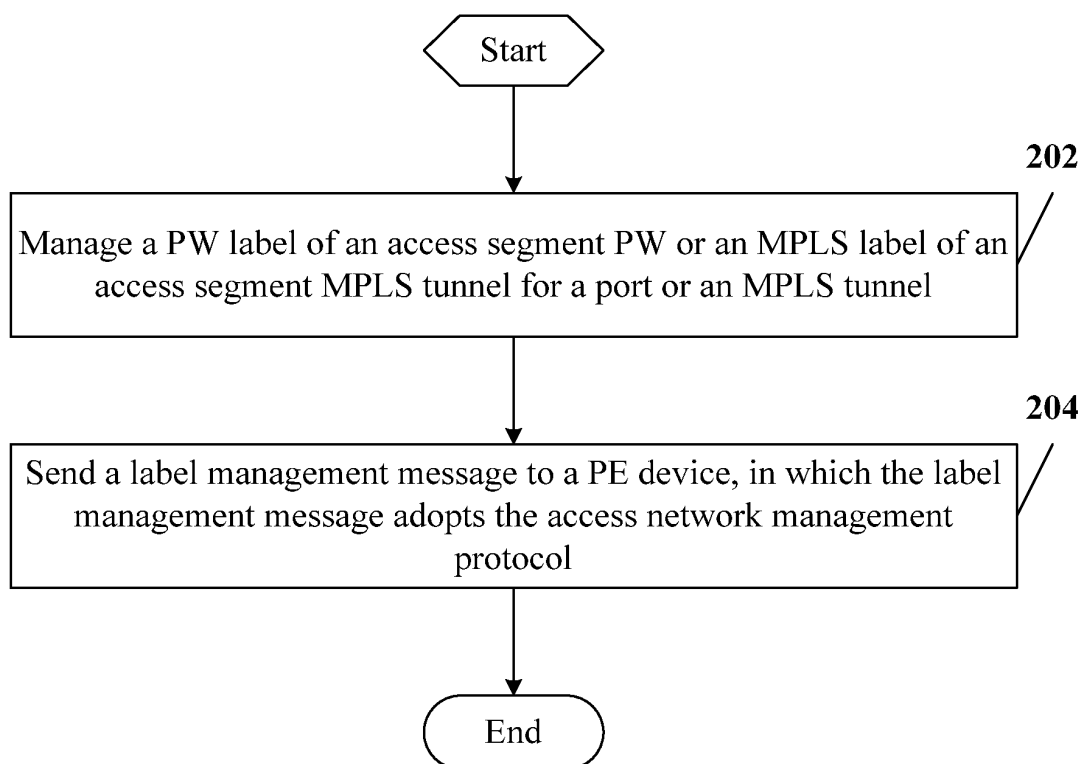 Start
202
Manage a PW label of an access segment PW or an MPLS label of an
access segment MPLS tunnel for a port or an MPLS tunnel
204
Send a label management message to a PE device, in which the label
management message adopts the access network management
protocol
End